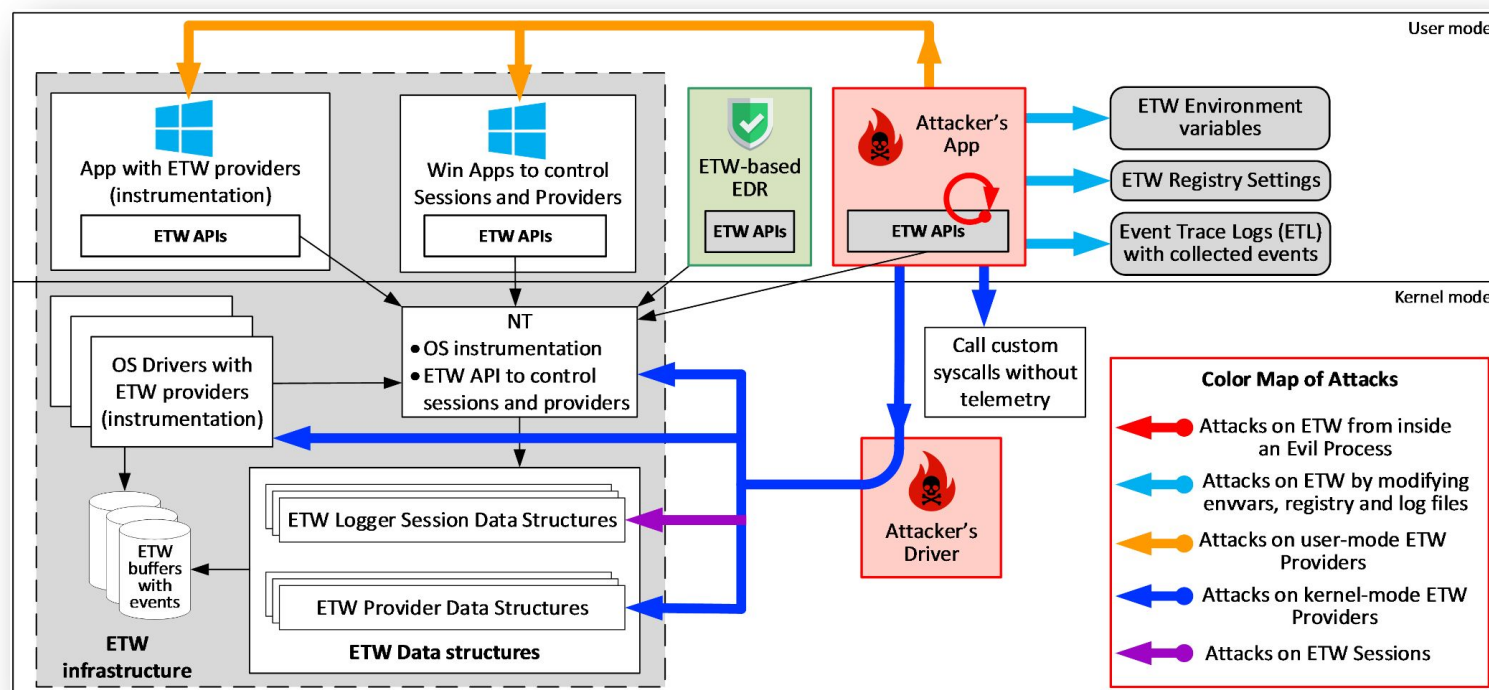 User mode
App with ETW providers
(instrumentation)
ETW APIs
Win Apps to control
Sessions and Providers
ETW APIs
ETW-based
EDR
ETW APIs
Attacker's
App
ETW APIs
ETW Environment
variables
ETW Registry Settings
Event Trace Logs (ETL)
with collected events
Kernel mode
OS Drivers with
ETW providers
(instrumentation)
NT
• OS instrumentation
• ETW API to control
sessions and providers
Call custom
syscalls without
telemetry
Attacker's
Driver
ETW
buffers
with
events
ETW Logger Session Data Structures
ETW Provider Data Structures
ETW Data structures
ETW
infrastructure
Color Map of Attacks
Attacks on ETW from inside
an Evil Process
Attacks on ETW by modifying
envvars, registry and log files
Attacks on user-mode ETW
Providers
Attacks on kernel-mode ETW
Providers
Attacks on ETW Sessions